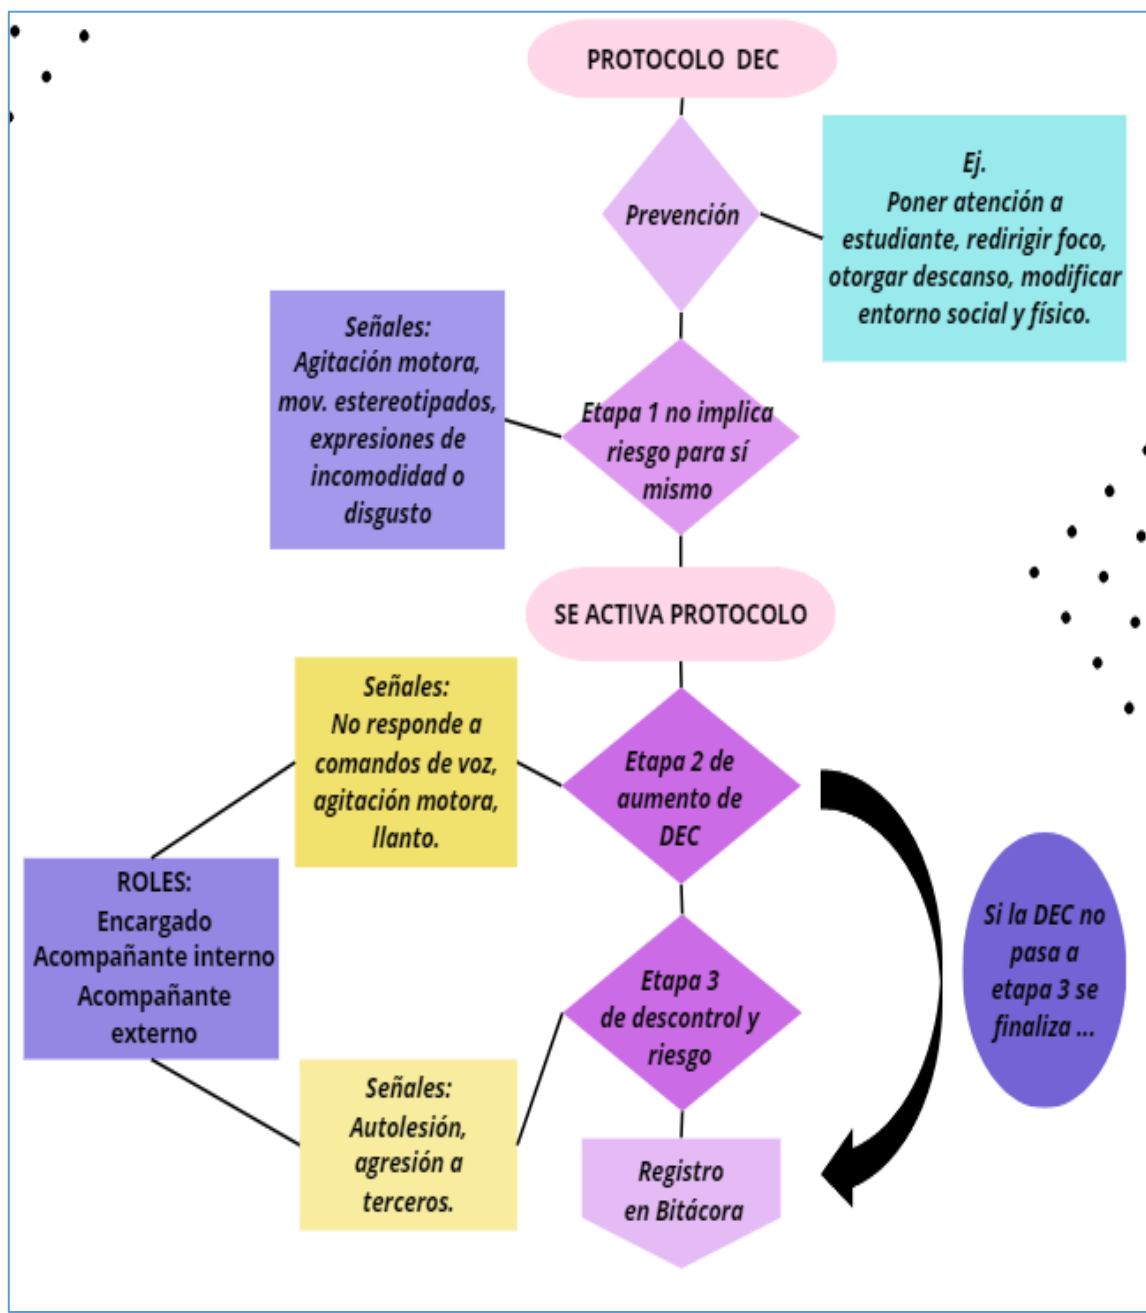 PROTOCOLO DEC
Prevención
Ej.
Poner atención a
estudiante, redirigir foco,
otorgar descanso, modificar
entorno social y físico.
Señales:
Agitación motora,
mov. estereotipados,
expresiones de
incomodidad o
disgusto
Etapa 1 no implica
riesgo para sí
mismo
SE ACTIVA PROTOCOLO
Señales:
No responde a
comandos de voz,
agitación motora,
llanto.
Etapa 2 de
aumento de
DEC
ROLES:
Encargado
Acompañante interno
Acompañante
externo
Si la DEC no
pasa a
etapa 3 se
finaliza ...
Etapa 3
de descontrol y
riesgo
Señales:
Autolesión,
agresión a
terceros.
Registro
en Bitácora